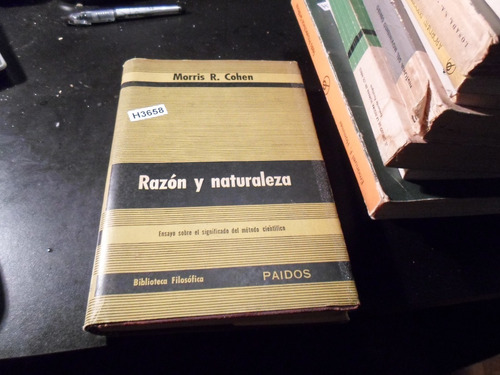 Morris R. Cohen
H3658
Razón y naturaleza
Ensayo sobre el significado del método científico
Biblioteca Filosófica
PAIDOS